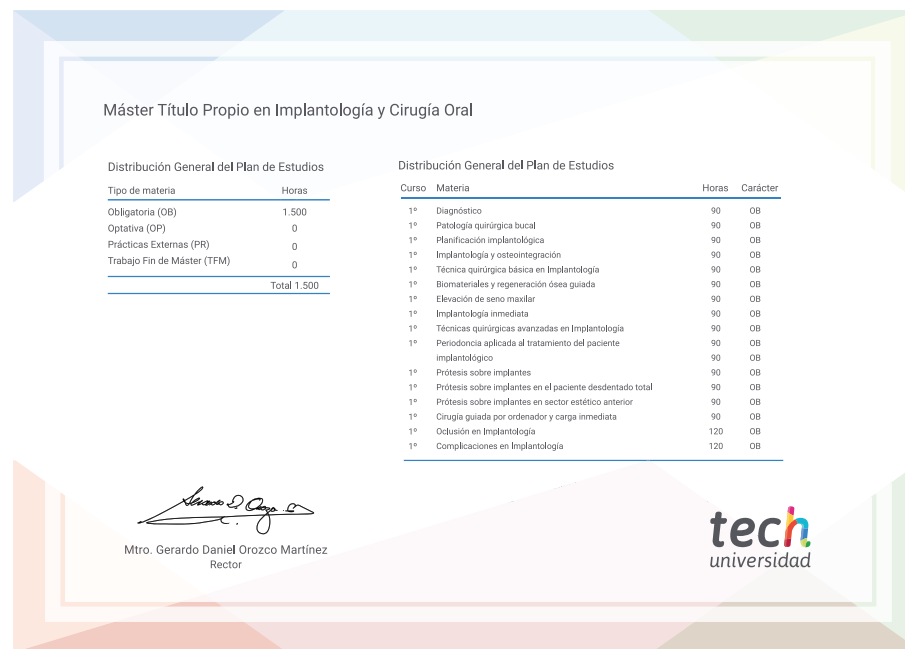 Máster Título Propio en Implantología y Cirugía Oral
Distribución General del Plan de Estudios
Tipo de materia Horas
Obligatoria (OB) 1.500
Optativa (OP) 0
Prácticas Externas (PR) 0
Trabajo Fin de Máster (TFM) 0
Total 1.500
Distribución General del Plan de Estudios
Curso Materia Horas Carácter
1º Diagnóstico 90 OB
1º Patología quirúrgica bucal 90 OB
1º Planificación implantológica 90 OB
1º Implantología y osteointegración 90 OB
1º Técnica quirúrgica básica en Implantología 90 OB
1º Biomateriales y regeneración ósea guiada 90 OB
1º Elevación de seno maxilar 90 OB
1º Implantología inmediata 90 OB
1º Técnicas quirúrgicas avanzadas en Implantología 90 OB
1º Periodoncia aplicada al tratamiento del paciente 90 OB
implantológico 90 OB
1º Prótesis sobre implantes 90 OB
1º Prótesis sobre implantes en el paciente desdentado total 90 OB
1º Prótesis sobre implantes en sector estético anterior 90 OB
1º Cirugía guiada por ordenador y carga inmediata 90 OB
1º Oclusión en Implantología 120 OB
1º Complicaciones en Implantología 120 OB
Mtro. Gerardo Daniel Orozco Martínez
Rector
tech
universidad